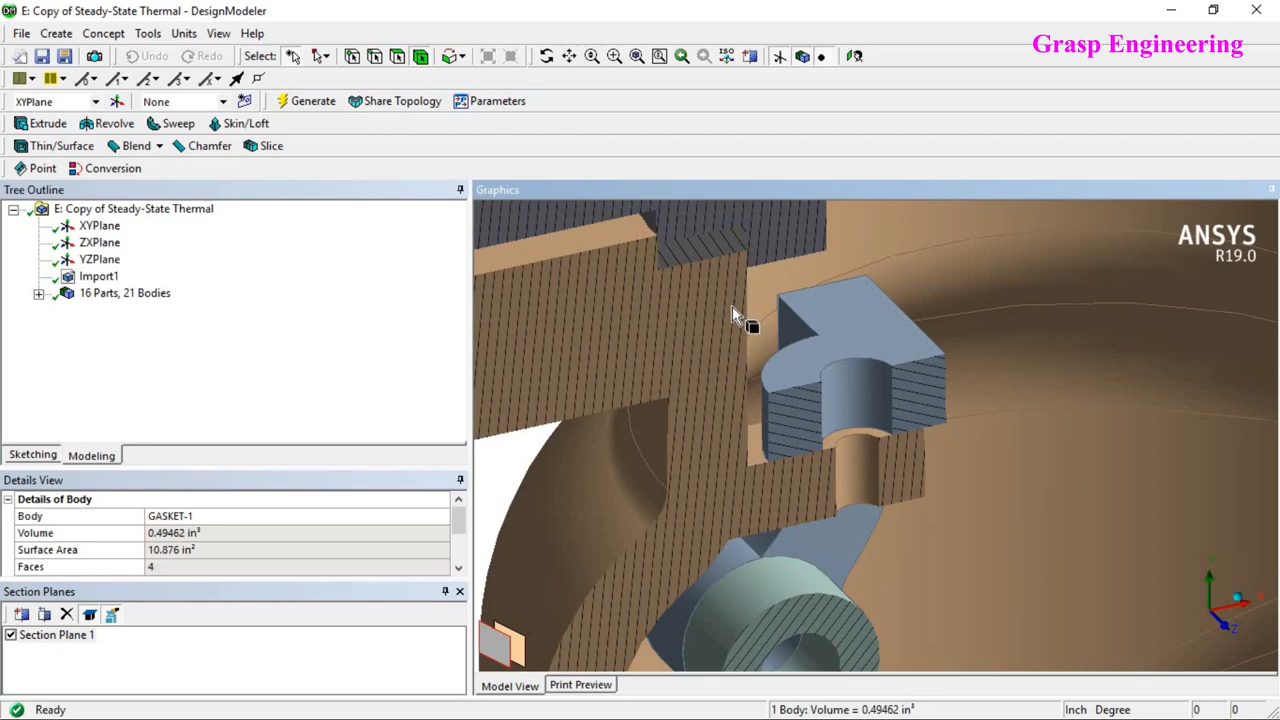 E: Copy of Steady-State Thermal - DesignModeler
File Create Concept Tools Units View Help
Grasp Engineering
Undo Redo Select: ISO
XYPlane None Generate Share Topology Parameters
Extrude Revolve Sweep Skin/Loft
Thin/Surface Blend Chamfer Slice
Point Conversion
Tree Outline
E: Copy of Steady-State Thermal
XYPlane
ZXPlane
YZPlane
Import1
16 Parts, 21 Bodies
Sketching Modeling
Details View
Details of Body
Body GASKET-1
Volume 0.49462 in³
Surface Area 10.876 in²
Faces 4
Section Planes
Section Plane 1
Graphics
ANSYS
R19.0
Z
Model View Print Preview
Ready 1 Body: Volume = 0.49462 in³ Inch Degree 0 0